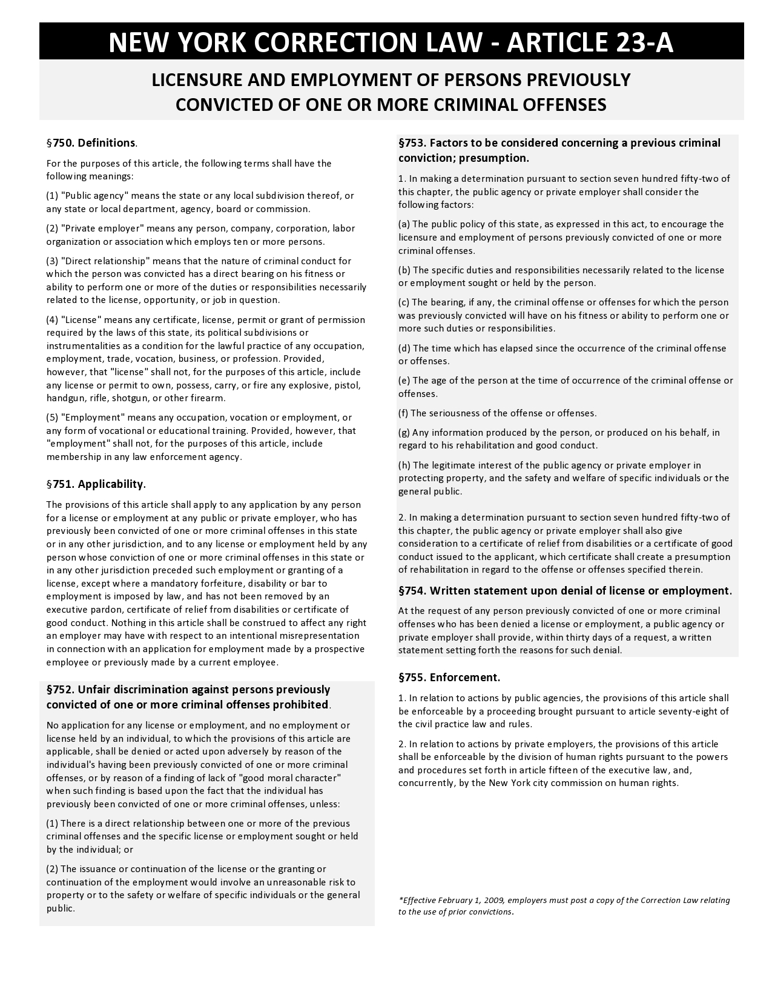 NEW YORK CORRECTION LAW - ARTICLE 23-A
LICENSURE AND EMPLOYMENT OF PERSONS PREVIOUSLY
CONVICTED OF ONE OR MORE CRIMINAL OFFENSES
§750. Definitions.
For the purposes of this article, the following terms shall have the
following meanings:
(1) "Public agency" means the state or any local subdivision thereof, or
any state or local department, agency, board or commission.
(2) "Private employer" means any person, company, corporation, labor
organization or association which employs ten or more persons.
(3) "Direct relationship" means that the nature of criminal conduct for
which the person was convicted has a direct bearing on his fitness or
ability to perform one or more of the duties or responsibilities necessarily
related to the license, opportunity, or job in question.
(4) "License" means any certificate, license, permit or grant of permission
required by the laws of this state, its political subdivisions or
instrumentalities as a condition for the lawful practice of any occupation,
employment, trade, vocation, business, or profession. Provided,
however, that "license" shall not, for the purposes of this article, include
any license or permit to own, possess, carry, or fire any explosive, pistol,
handgun, rifle, shotgun, or other firearm.
(5) "Employment" means any occupation, vocation or employment, or
any form of vocational or educational training. Provided, however, that
"employment" shall not, for the purposes of this article, include
membership in any law enforcement agency.
§751. Applicability.
The provisions of this article shall apply to any application by any person
for a license or employment at any public or private employer, who has
previously been convicted of one or more criminal offenses in this state
or in any other jurisdiction, and to any license or employment held by any
person whose conviction of one or more criminal offenses in this state or
in any other jurisdiction preceded such employment or granting of a
license, except where a mandatory forfeiture, disability or bar to
employment is imposed by law, and has not been removed by an
executive pardon, certificate of relief from disabilities or certificate of
good conduct. Nothing in this article shall be construed to affect any right
an employer may have with respect to an intentional misrepresentation
in connection with an application for employment made by a prospective
employee or previously made by a current employee.
§752. Unfair discrimination against persons previously
convicted of one or more criminal offenses prohibited.
No application for any license or employment, and no employment or
license held by an individual, to which the provisions of this article are
applicable, shall be denied or acted upon adversely by reason of the
individual's having been previously convicted of one or more criminal
offenses, or by reason of a finding of lack of "good moral character"
when such finding is based upon the fact that the individual has
previously been convicted of one or more criminal offenses, unless:
(1) There is a direct relationship between one or more of the previous
criminal offenses and the specific license or employment sought or held
by the individual; or
(2) The issuance or continuation of the license or the granting or
continuation of the employment would involve an unreasonable risk to
property or to the safety or welfare of specific individuals or the general
public.
§753. Factors to be considered concerning a previous criminal
conviction; presumption.
1. In making a determination pursuant to section seven hundred fifty-two of
this chapter, the public agency or private employer shall consider the
following factors:
(a) The public policy of this state, as expressed in this act, to encourage the
licensure and employment of persons previously convicted of one or more
criminal offenses.
(b) The specific duties and responsibilities necessarily related to the license
or employment sought or held by the person.
(c) The bearing, if any, the criminal offense or offenses for which the person
was previously convicted will have on his fitness or ability to perform one or
more such duties or responsibilities.
(d) The time which has elapsed since the occurrence of the criminal offense
or offenses.
(e) The age of the person at the time of occurrence of the criminal offense or
offenses.
(f) The seriousness of the offense or offenses.
(g) Any information produced by the person, or produced on his behalf, in
regard to his rehabilitation and good conduct.
(h) The legitimate interest of the public agency or private employer in
protecting property, and the safety and welfare of specific individuals or the
general public.
2. In making a determination pursuant to section seven hundred fifty-two of
this chapter, the public agency or private employer shall also give
consideration to a certificate of relief from disabilities or a certificate of good
conduct issued to the applicant, which certificate shall create a presumption
of rehabilitation in regard to the offense or offenses specified therein.
§754. Written statement upon denial of license or employment.
At the request of any person previously convicted of one or more criminal
offenses who has been denied a license or employment, a public agency or
private employer shall provide, within thirty days of a request, a written
statement setting forth the reasons for such denial.
§755. Enforcement.
1. In relation to actions by public agencies, the provisions of this article shall
be enforceable by a proceeding brought pursuant to article seventy-eight of
the civil practice law and rules.
2. In relation to actions by private employers, the provisions of this article
shall be enforceable by the division of human rights pursuant to the powers
and procedures set forth in article fifteen of the executive law, and,
concurrently, by the New York city commission on human rights.
*Effective February 1, 2009, employers must post a copy of the Correction Law relating
to the use of prior convictions.